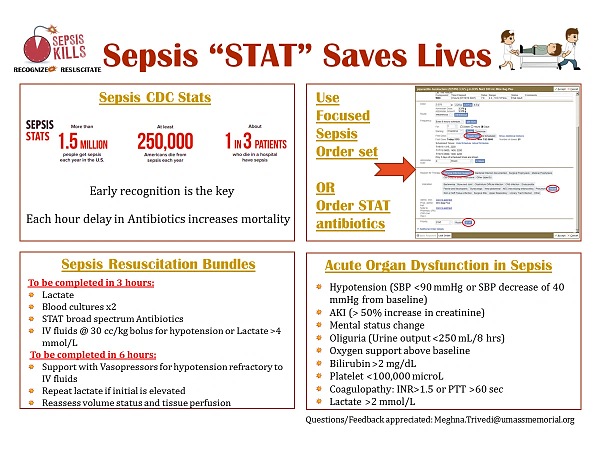 SEPSIS
KILLS
RECOGNIZE RESUSCITATE
Sepsis “STAT” Saves Lives
Sepsis CDC Stats
SEPSIS
STATS
More than
1.5 MILLION
people get sepsis
each year in the U.S.
At least
250,000
Americans die from
sepsis each year
About
1 IN 3 PATIENTS
who die in a hospital
have sepsis
Early recognition is the key
Each hour delay in Antibiotics increases mortality
Use
Focused
Sepsis
Order set
OR
Order STAT
antibiotics
Sepsis Resuscitation Bundles
To be completed in 3 hours:
Lactate
Blood cultures x2
STAT broad spectrum Antibiotics
IV fluids @ 30 cc/kg bolus for hypotension or Lactate >4
mmol/L
To be completed in 6 hours:
Support with Vasopressors for hypotension refractory to
IV fluids
Repeat lactate if initial is elevated
Reassess volume status and tissue perfusion
Acute Organ Dysfunction in Sepsis
Hypotension (SBP <90 mmHg or SBP decrease of 40
mmHg from baseline)
AKI (> 50% increase in creatinine)
Mental status change
Oliguria (Urine output <250 mL/8 hrs)
Oxygen support above baseline
Bilirubin >2 mg/dL
Platelet <100,000 microL
Coagulopathy: INR>1.5 or PTT >60 sec
Lactate >2 mmol/L
Questions/Feedback appreciated: Meghna.Trivedi@umassmemorial.org